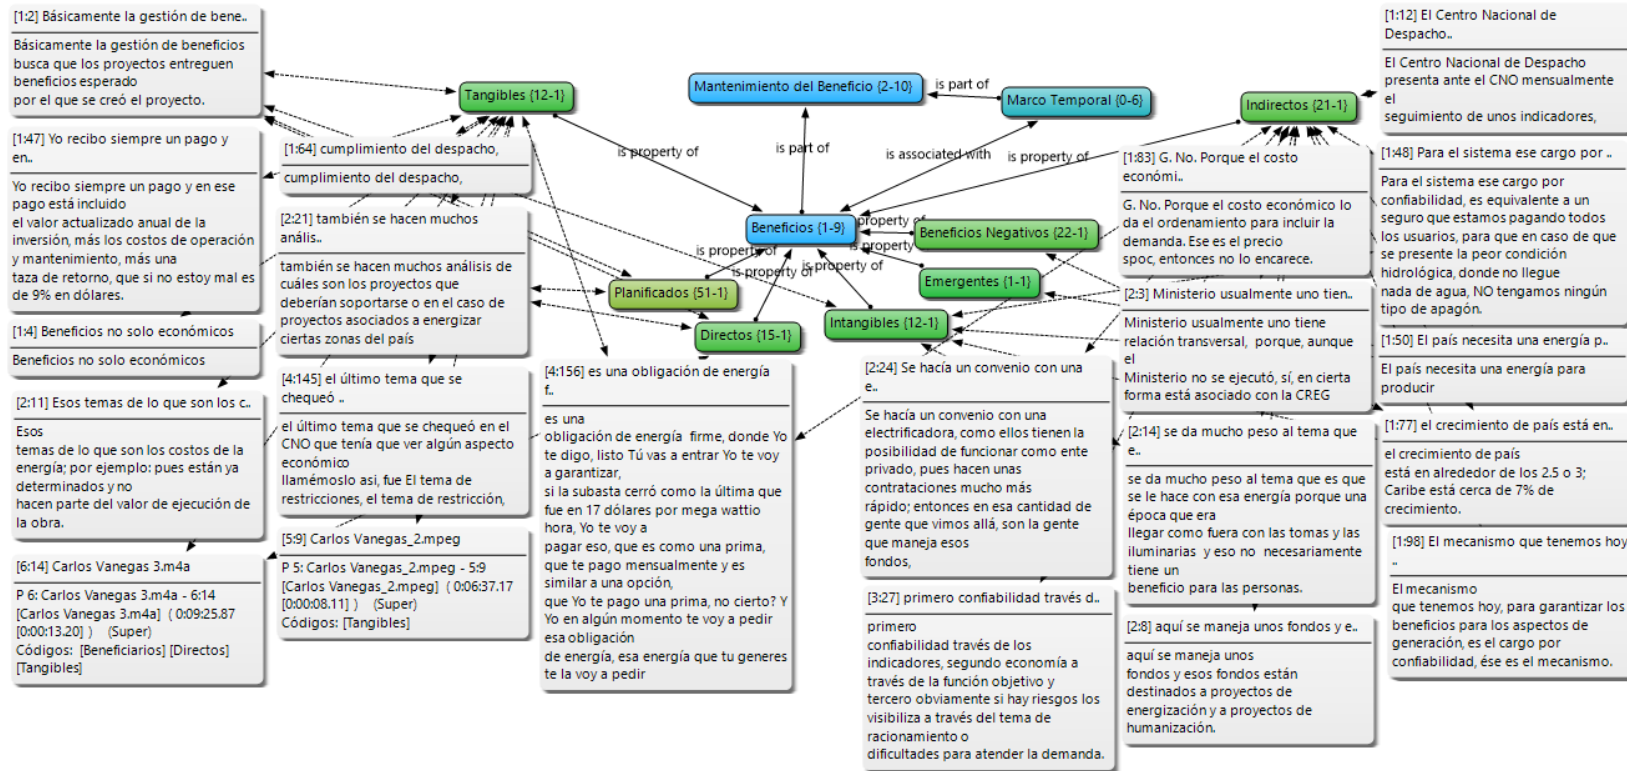 [1:2] Básicamente la gestión de bene..
Básicamente la gestión de beneficios
busca que los proyectos entreguen
beneficios esperado
por el que se creó el proyecto.
[1:47] Yo recibo siempre un pago y
en..
Yo recibo siempre un pago y en ese
pago está incluido
el valor actualizado anual de la
inversión, más los costos de operación
y mantenimiento, más una
taza de retorno, que si no estoy mal es
de 9% en dólares.
[1:4] Beneficios no solo económicos
Beneficios no solo económicos
[2:11] Esos temas de lo que son los c..
Esos
temas de lo que son los costos de la
energía; por ejemplo: pues están ya
determinados y no
hacen parte del valor de ejecución de
la obra.
[6:14] Carlos Vanegas 3.m4a
P 6: Carlos Vanegas 3.m4a - 6:14
[Carlos Vanegas 3.m4a] ( 0:09:25.87
[0:00:13.20] ) (Super)
Códigos: [Beneficiarios] [Directos]
[Tangibles]
[1:64] cumplimiento del despacho,
cumplimiento del despacho,
[2:21] también se hacen muchos
anális..
también se hacen muchos análisis de
cuáles son los proyectos que
deberían soportarse o en el caso de
proyectos asociados a energizar
ciertas zonas del país
[4:145] el último tema que se
chequeó ..
el último tema que se chequeó en el
CNO que tenía que ver algún aspecto
económico
llamémoslo asi, fue El tema de
restricciones, el tema de restricción,
[5:9] Carlos Vanegas_2.mpeg
P 5: Carlos Vanegas_2.mpeg - 5:9
[Carlos Vanegas_2.mpeg] ( 0:06:37.17
[0:00:08.11] ) (Super)
Códigos: [Tangibles]
Tangibles {12-1}
Mantenimiento del Beneficio {2-10}
is part of
Marco Temporal {0-6}
Indirectos {21-1}
is property of
is part of
is associated with
is property of
Beneficios {1-9}
property of
Beneficios Negativos {22-1}
is property of
is property of
is property of
is property of
Planificados {51-1}
Emergentes {1-1}
Directos {15-1}
Intangibles {12-1}
[4:156] es una obligación de energía
f..
es una
obligación de energía firme, donde Yo
te digo, listo Tú vas a entrar Yo te voy
a garantizar,
si la subasta cerró como la última que
fue en 17 dólares por mega wattio
hora, Yo te voy a
pagar eso, que es como una prima,
que te pago mensualmente y es
similar a una opción,
que Yo te pago una prima, no cierto? Y
Yo en algún momento te voy a pedir
esa obligación
de energía, esa energía que tu generes
te la voy a pedir
[2:24] Se hacía un convenio con una
e..
Se hacía un convenio con una
electrificadora, como ellos tienen la
posibilidad de funcionar como ente
privado, pues hacen unas
contrataciones mucho más
rápido; entonces en esa cantidad de
gente que vimos allá, son la gente
que maneja esos
fondos,
[3:27] primero confiabilidad través d..
primero
confiabilidad través de los
indicadores, segundo economía a
través de la función objetivo y
tercero obviamente si hay riesgos los
visibiliza a través del tema de
racionamiento o
dificultades para atender la demanda.
[1:83] G. No. Porque el costo
económi..
G. No. Porque el costo económico lo
da el ordenamiento para incluir la
demanda. Ese es el precio
spoc, entonces no lo encarece.
[2:3] Ministerio usualmente uno tien..
Ministerio usualmente uno tiene
relación transversal, porque, aunque
el
Ministerio no se ejecutó, sí, en cierta
forma está asociado con la CREG
[2:14] se da mucho peso al tema que
e..
se da mucho peso al tema que es que
se le hace con esa energía porque una
época que era
llegar como fuera con las tomas y las
iluminarias y eso no necesariamente
tiene un
beneficio para las personas.
[2:8] aquí se maneja unos fondos y e..
aquí se maneja unos
fondos y esos fondos están
destinados a proyectos de
energización y a proyectos de
humanización.
[1:12] El Centro Nacional de
Despacho..
El Centro Nacional de Despacho
presenta ante el CNO mensualmente
el
seguimiento de unos indicadores,
[1:48] Para el sistema ese cargo por ..
Para el sistema ese cargo por
confiabilidad, es equivalente a un
seguro que estamos pagando todos
los usuarios, para que en caso de que
se presente la peor condición
hidrológica, donde no llegue
nada de agua, NO tengamos ningún
tipo de apagón.
[1:50] El país necesita una energía p..
El país necesita una energía para
producir
[1:77] el crecimiento de país está en..
el crecimiento de país
está en alrededor de los 2.5 o 3;
Caribe está cerca de 7% de
crecimiento.
[1:98] El mecanismo que tenemos hoy
..
El mecanismo
que tenemos hoy, para garantizar los
beneficios para los aspectos de
generación, es el cargo por
confiabilidad, ése es el mecanismo.